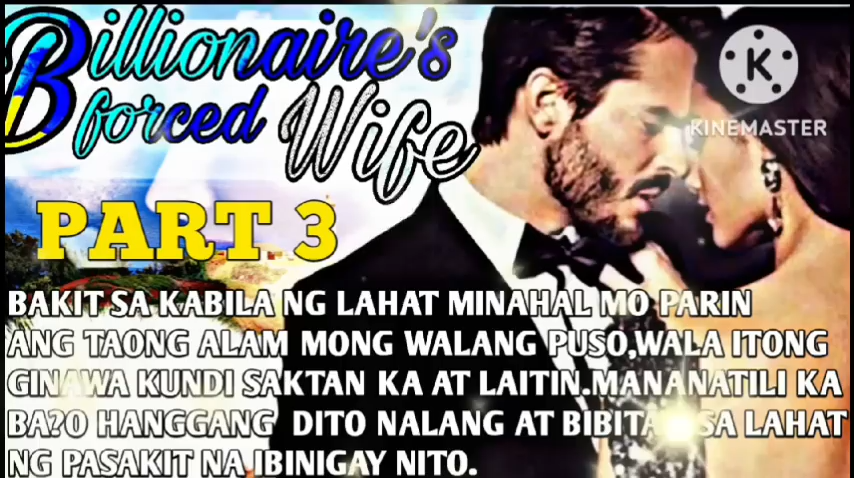 Billionaire's
forced Wife
KINEMASTER
PART 3
BAKIT SA KABILA NG LAHAT MINAHAL MO PARIN
ANG TAONG ALAM MONG WALANG PUSO,WALA ITONG
GINAWA KUNDI SAKTAN KA AT LAITIN.MANANATILI KA
BA?O HANGGANG DITO NALANG AT SA LAHAT
NG PASAKIT NA IBINIGAY NITO.